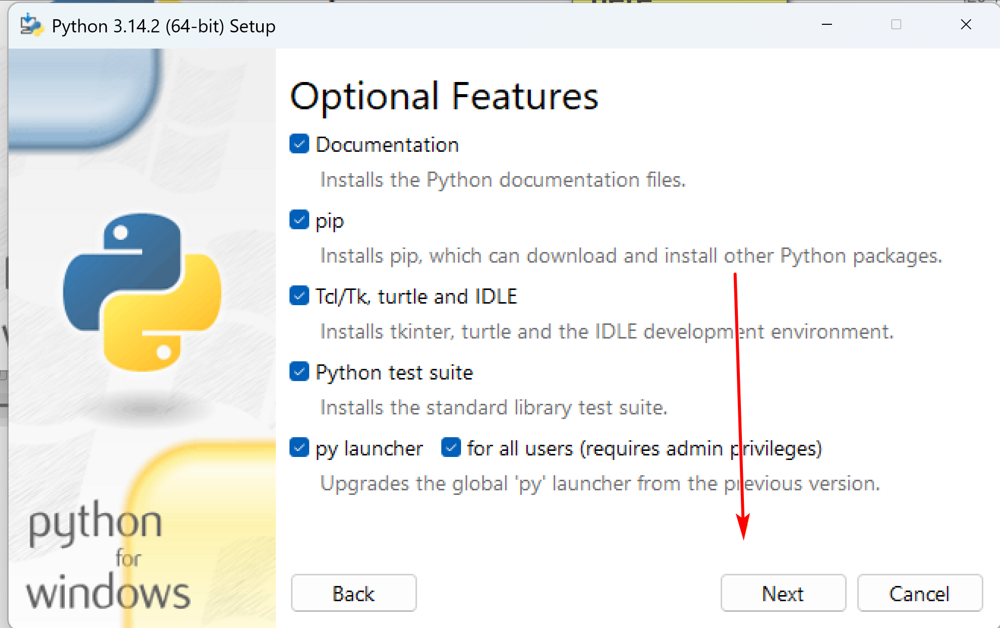 Python 3.14.2 (64-bit) Setup
Optional Features
Documentation
Installs the Python documentation files.
pip
Installs pip, which can download and install other Python packages.
Tcl/Tk, turtle and IDLE
Installs tkinter, turtle and the IDLE development environment.
Python test suite
Installs the standard library test suite.
py launcher for all users (requires admin privileges)
Upgrades the global 'py' launcher from the previous version.
python
for
windows
Back Next Cancel